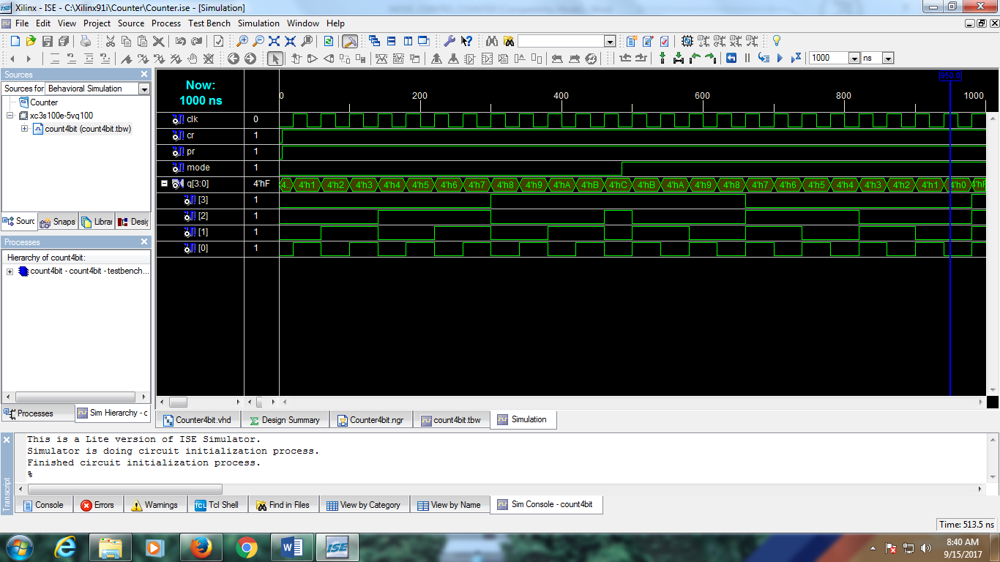 Xilinx - ISE - C:\Xilinx91i\Counter\Counter.ise - [Simulation]
File Edit View Project Source Process Test Bench Simulation Window Help
1000 ns
Sources
Sources for Behavioral Simulation
Counter
xc3s100e-5vq100
count4bit (count4bit.tbw)
Sourc Snaps Librar Desig
Processes
Hierarchy of count4bit:
count4bit - count4bit - testbench...
Processes Sim Hierarchy - c
Now:
1000 ns
0 200 400 600 800 1000
950.0
clk 0
cr 1
pr 1
mode 1
q[3:0] 4'hF 4.. 4'h1 4'h2 4'h3 4'h4 4'h5 4'h6 4'h7 4'h8 4'h9 4'hA 4'hB 4'hC 4'hB 4'hA 4'h9 4'h8 4'h7 4'h6 4'h5 4'h4 4'h3 4'h2 4'h1 4'h0 4'hF
[3] 1
[2] 1
[1] 1
[0] 1
Counter4bit.vhd Design Summary Counter4bit.ngr count4bit.tbw Simulation
This is a Lite version of ISE Simulator.
Simulator is doing circuit initialization process.
Finished circuit initialization process.
%
Transcript
Console Errors Warnings Tcl Shell Find in Files View by Category View by Name Sim Console - count4bit
Time: 513.5 ns
ISE
8:40 AM
9/15/2017